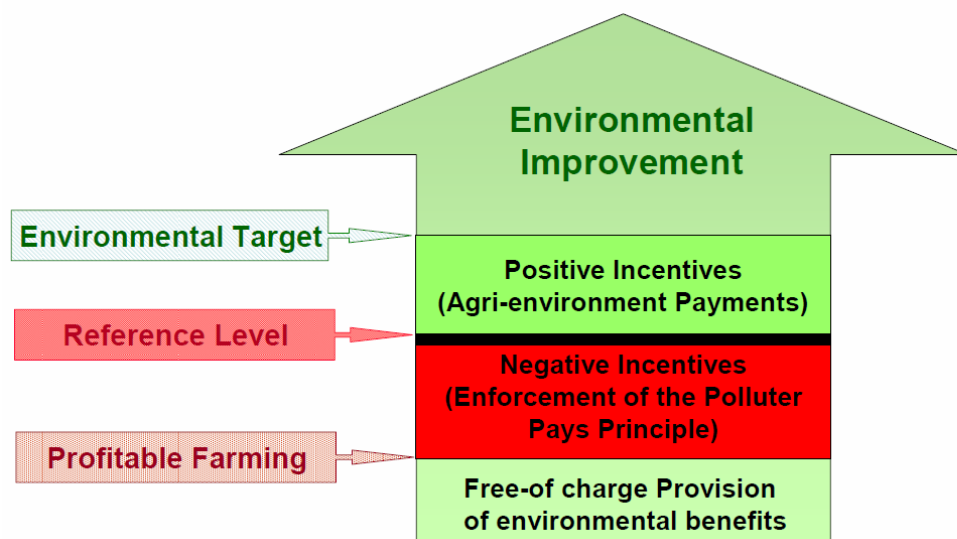 Environmental
Improvement
Environmental Target
Positive Incentives
(Agri-environment Payments)
Reference Level
Negative Incentives
(Enforcement of the Polluter
Pays Principle)
Profitable Farming
Free-of charge Provision
of environmental benefits